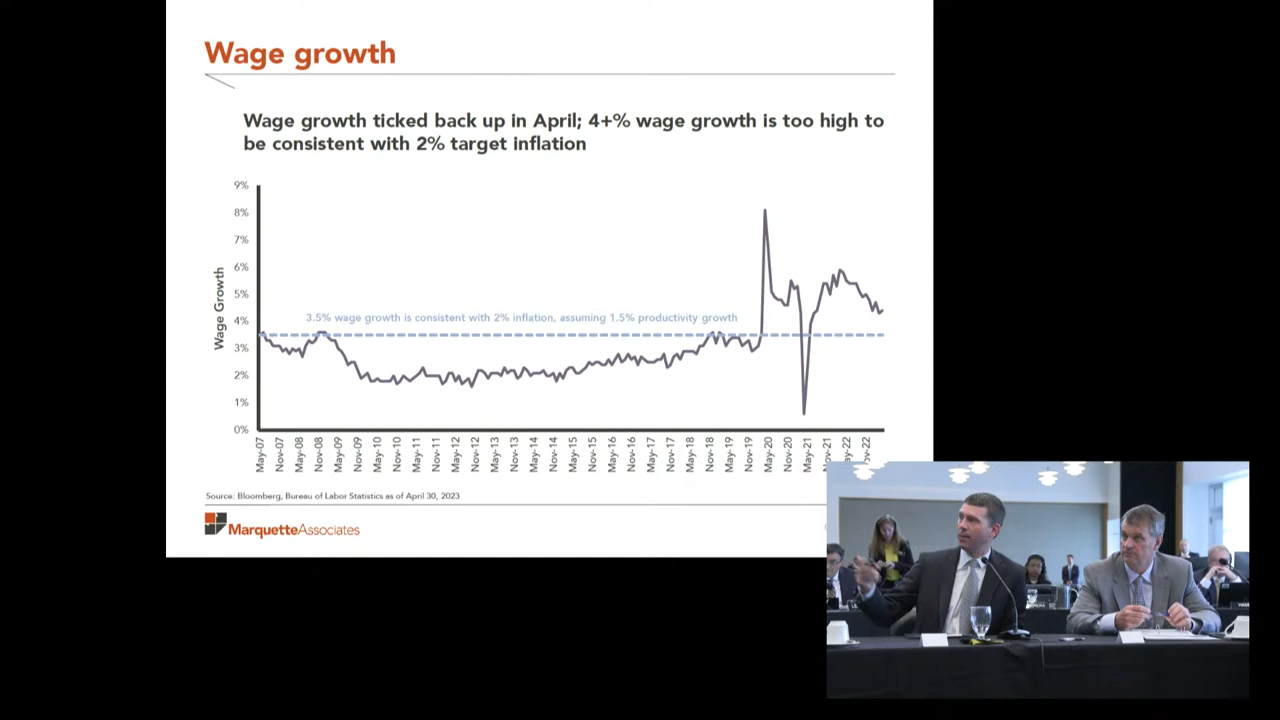 Wage growth
Wage growth ticked back up in April; 4+% wage growth is too high to
be consistent with 2% target inflation
9%
8%
7%
6%
5%
4%
3%
2%
1%
0%
Wage Growth
3.5% wage growth is consistent with 2% inflation, assuming 1.5% productivity growth
May-07
Nov-07
May-08
Nov-08
May-09
Nov-09
May-10
Nov-10
May-11
Nov-11
May-12
Nov-12
May-13
Nov-13
May-14
Nov-14
May-15
Nov-15
May-16
Nov-16
May-17
Nov-17
May-18
Nov-18
May-19
Nov-19
May-20
Nov-20
May-21
Nov-21
ay-22
ov-22
Source: Bloomberg, Bureau of Labor Statistics as of April 30, 2023
MarquetteAssociates